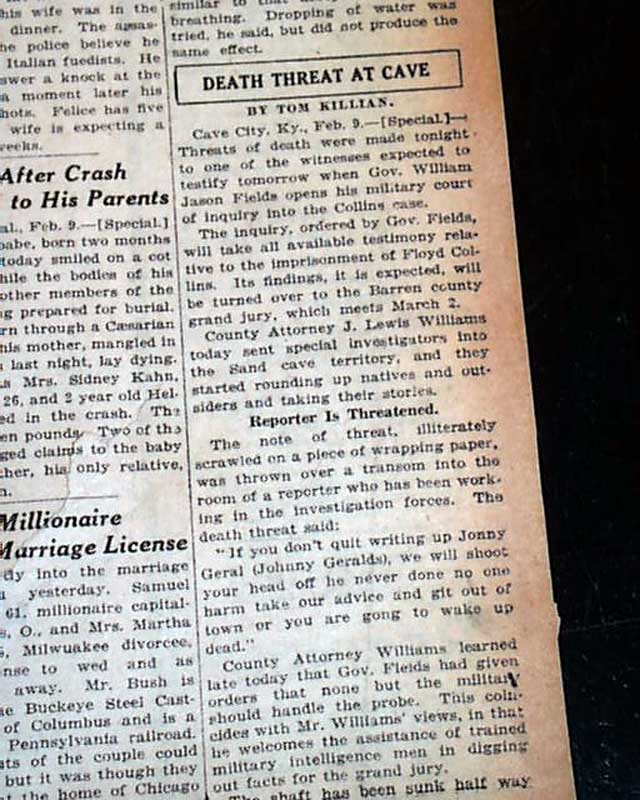 his wife was in the
dinner. The assas-
he police believe he
Italian fuedists. He
swer a knock at the
a moment later his
hots. Felice has five
wife is expecting a
weeks.
After Crash
to His Parents
al., Feb. 9.—[Special.]
babe, born two months
today smiled on a cot
hile the bodies of his
other members of the
g prepared for burial.
rn through a Cæsarian
his mother, mangled in
last night, lay dying.
Mrs. Sidney Kahn,
26, and 2 year old Hel-
ed in the crash. The
en pounds. Two of the
ged claims to the baby
ther, his only relative,
n.
Millionaire
Marriage License
dy into the marriage
yesterday. Samuel
61, millionaire capital-
s, O., and Mrs. Martha
Milwuakee divorcee,
nse to wed and as
away. Mr. Bush is
he Buckeye Steel Cast-
of Columbus and is a
Pennsylvania railroad.
sts of the couple could
but it was though they
t the home of Chicago
similar to that
breathing. Dropping of water was
tried, he said, but did not produce the
same effect.
DEATH THREAT AT CAVE
BY TOM KILLIAN.
Cave City, Ky., Feb. 9.—[Special.]—
Threats of death were made tonight
to one of the witnesses expected to
testify tomorrow when Gov. William
Jason Fields opens his military court
of inquiry into the Collins case.
The inquiry, ordered by Gov. Fields,
will take all available testimony rela-
tive to the imprisonment of Floyd Col-
lins. Its findings, it is expected, will
be turned over to the Barren county
grand jury, which meets March 2.
County Attorney J. Lewis Williams
today sent special investigators into
the Sand cave territory, and they
started rounding up natives and out-
siders and taking their stories.
Reporter Is Threatened.
The note of threat, illiterately
scrawled on a piece of wrapping paper,
was thrown over a transom into the
room of a reporter who has been work-
ing in the investigation forces. The
death threat said:
"If you don't quit writing up Jonny
Geral (Johnny Geralds), we will shoot
your head off he never done no one
harm take our advice and git out of
town or you are gong to wake up
dead."
County Attorney Williams learned
late today that Gov. Fields had given
orders that none but the military
should handle the probe. This coin-
cides with Mr. Williams' views, in that
he welcomes the assistance of trained
military intelligence men in digging
out facts for the grand jury.
The shaft has been sunk half way